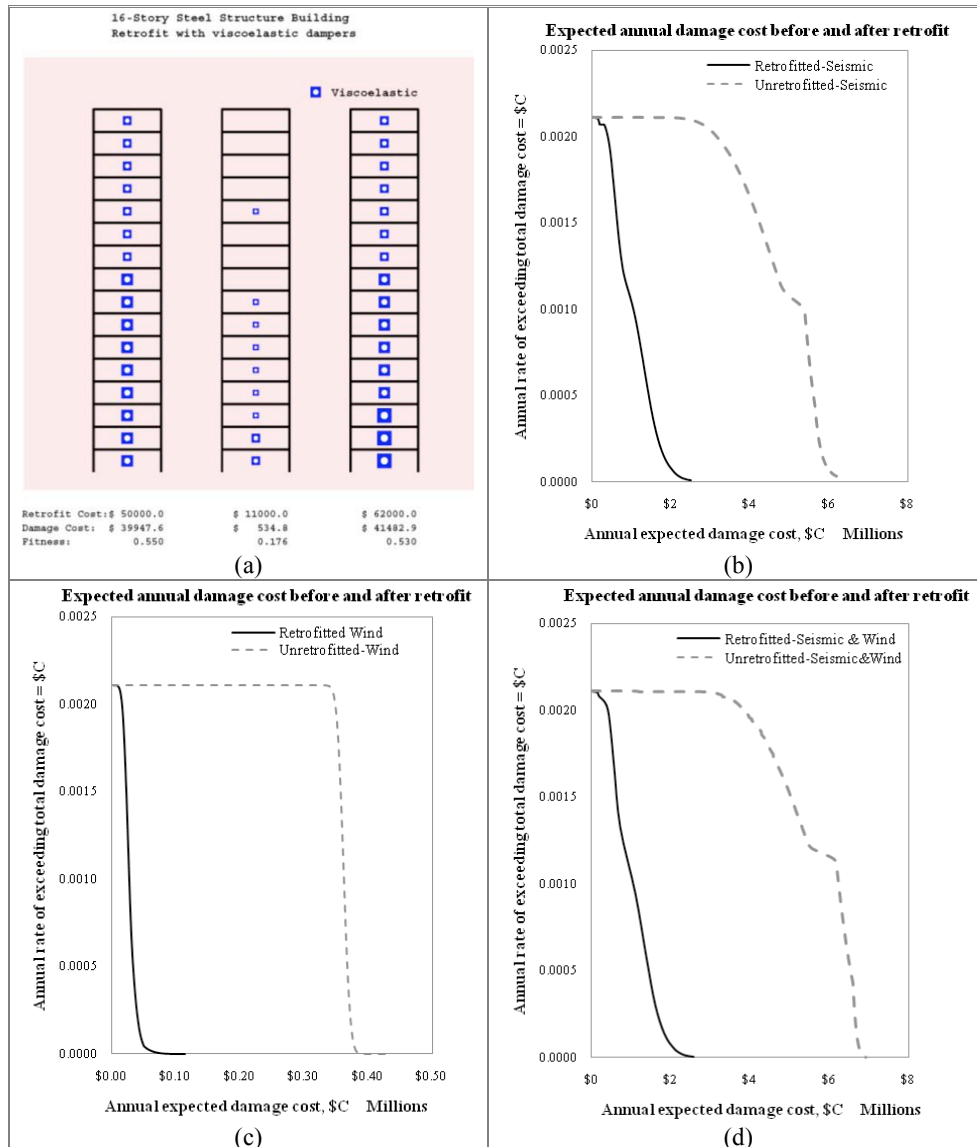 16-Story Steel Structure Building
Retrofit with viscoelastic dampers
Viscoelastic
Retrofit Cost:$ 50000.0 $ 11000.0 $ 62000.0
Damage Cost: $ 39947.6 $ 534.8 $ 41482.9
Fitness: 0.550 0.176 0.530
(a)
Expected annual damage cost before and after retrofit
Retrofitted-Seismic
Unretrofitted-Seismic
Annual rate of exceeding total damage cost = $C
0.0025
0.0020
0.0015
0.0010
0.0005
0.0000
$0 $2 $4 $6 $8
Annual expected damage cost, $C Millions
(b)
Expected annual damage cost before and after retrofit
Retrofitted Wind
Unretrofitted-Wind
Annual rate of exceeding total damage cost = $C
0.0025
0.0020
0.0015
0.0010
0.0005
0.0000
$0.00 $0.10 $0.20 $0.30 $0.40 $0.50
Annual expected damage cost, $C Millions
(c)
Expected annual damage cost before and after retrofit
Retrofitted-Seismic & Wind
Unretrofitted-Seismic&Wind
Annual rate of exceeding total damage cost = $C
0.0025
0.0020
0.0015
0.0010
0.0005
0.0000
$0 $2 $4 $6 $8
Annual expected damage cost, $C Millions
(d)